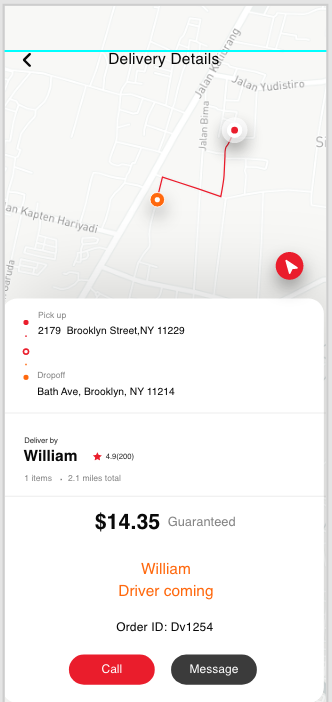 Delivery Details
Jalan Yudistiro
Jalan Bima
Jalan
an Kapten Hariyadi
Pick up
2179 Brooklyn Street,NY 11229
Dropoff
Bath Ave, Brooklyn, NY 11214
Deliver by
William 4.9(200)
1 items • 2.1 miles total
$14.35 Guaranteed
William
Driver coming
Order ID: Dv1254
Call Message